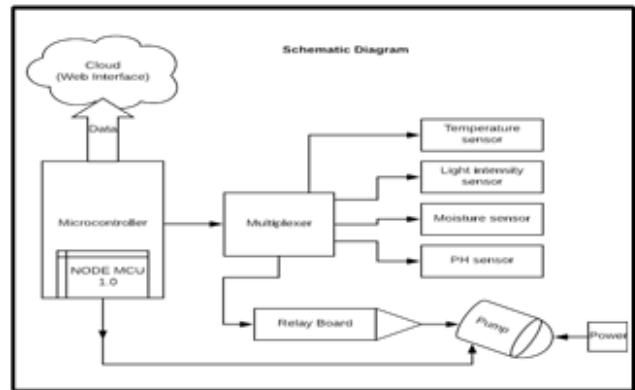 Schematic Diagram
Cloud
(Web Interface)
Data
Microcontroller
NODE MCU
1.0
Multiplexer
Temperature
sensor
Light intensity
sensor
Moisture sensor
PH sensor
Relay Board
Pump
Power